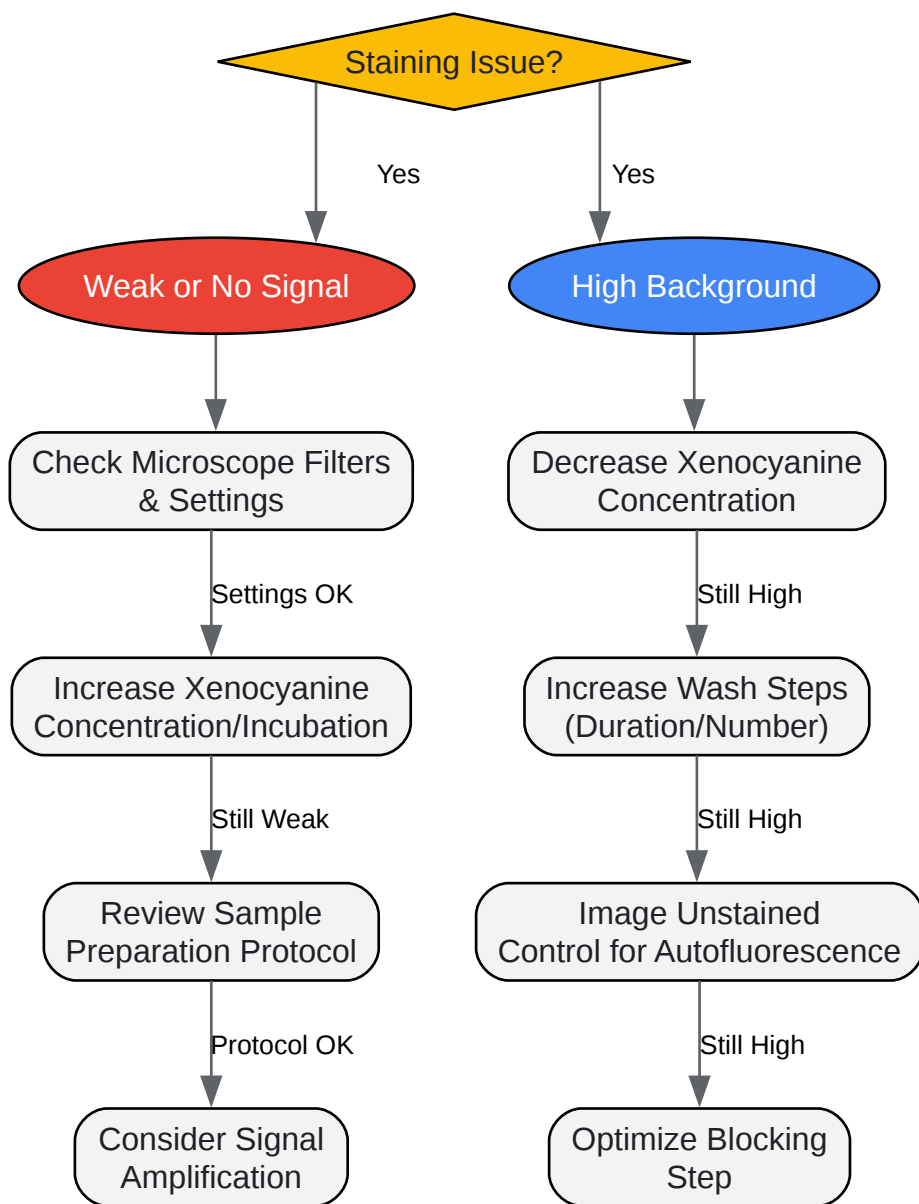 Staining Issue?
Yes
Yes
Weak or No Signal
High Background
Check Microscope Filters
& Settings
Decrease Xenocyanine
Concentration
Settings OK
Still High
Increase Xenocyanine
Concentration/Incubation
Increase Wash Steps
(Duration/Number)
Still Weak
Still High
Review Sample
Preparation Protocol
Image Unstained
Control for Autofluorescence
Protocol OK
Still High
Consider Signal
Amplification
Optimize Blocking
Step